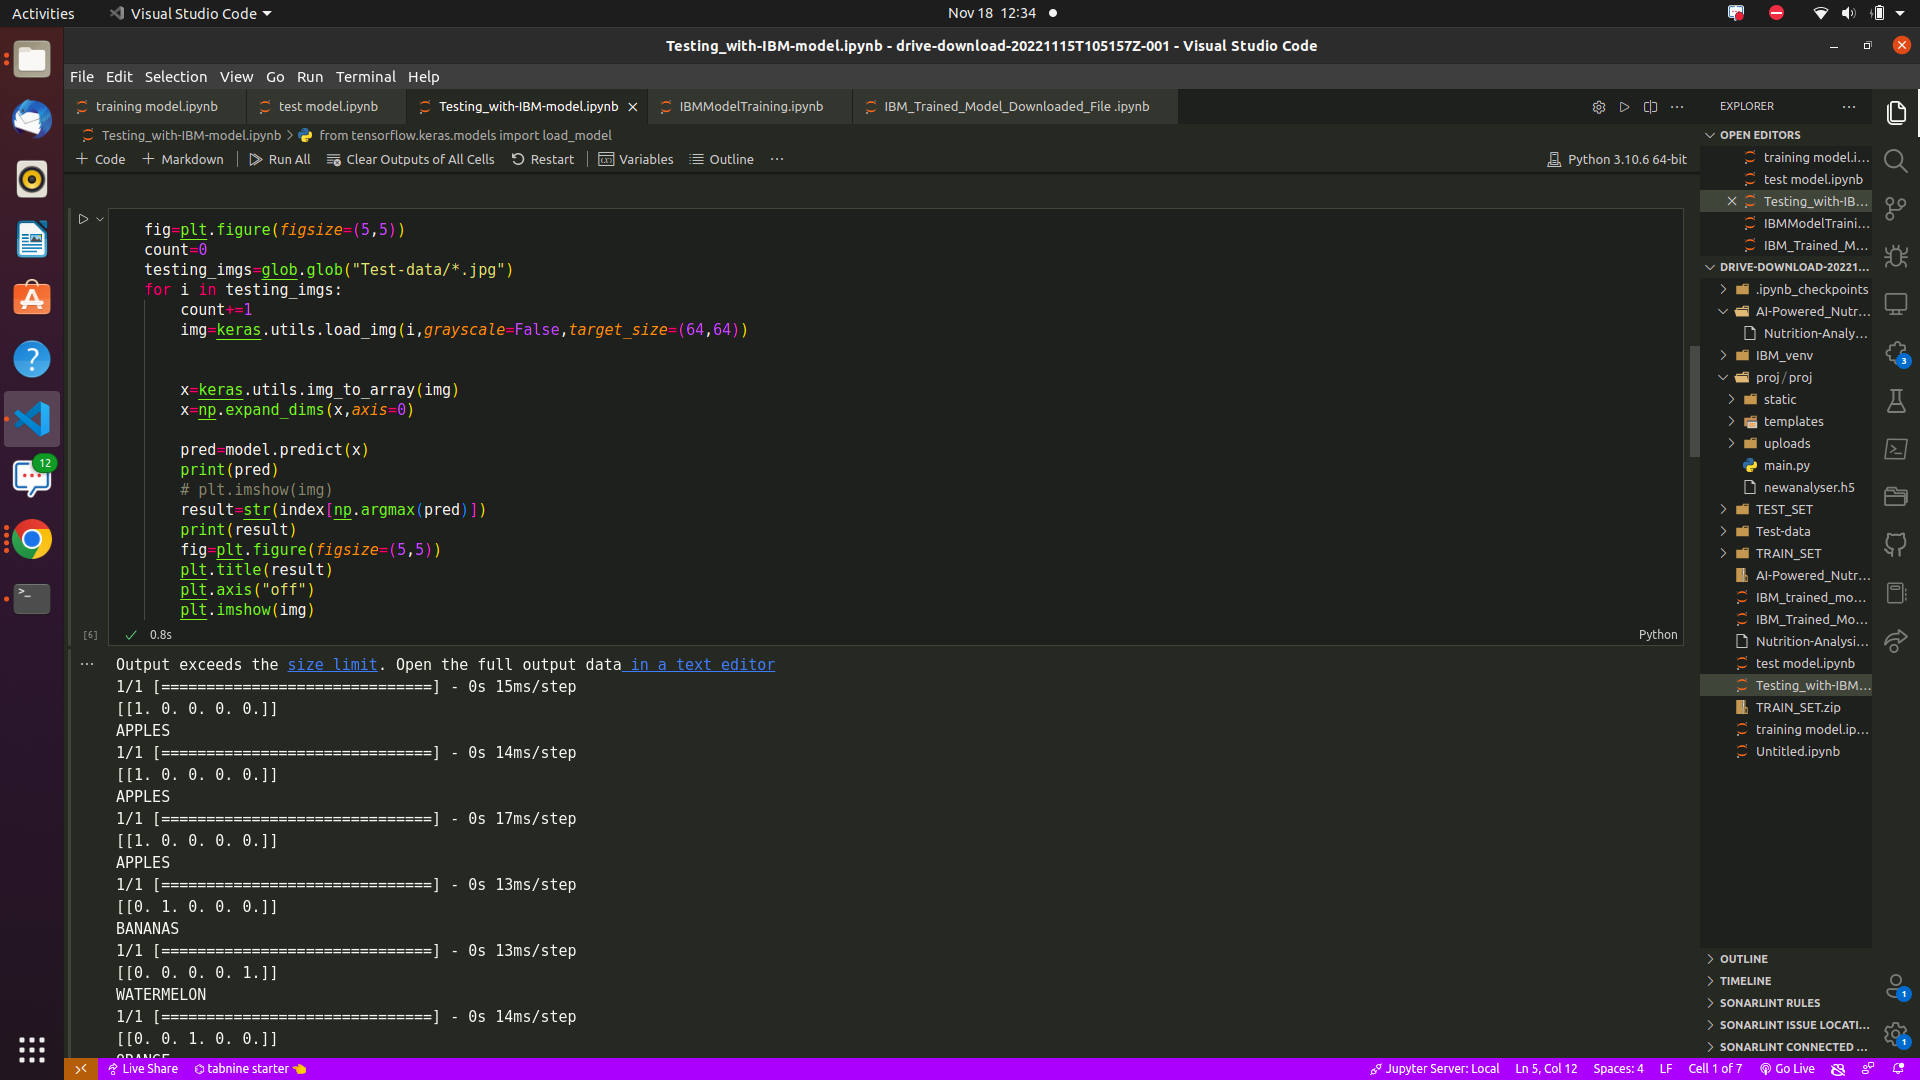 Activities
Visual Studio Code
Nov 18 12:34
Testing_with-IBM-model.ipynb - drive-download-20221115T105157Z-001 - Visual Studio Code
File Edit Selection View Go Run Terminal Help
training model.ipynb
test model.ipynb
Testing_with-IBM-model.ipynb
IBMModelTraining.ipynb
IBM_Trained_Model_Downloaded_File .ipynb
Testing_with-IBM-model.ipynb > from tensorflow.keras.models import load_model
+ Code + Markdown Run All Clear Outputs of All Cells Restart Variables Outline ...
Python 3.10.6 64-bit
fig=plt.figure(figsize=(5,5))
count=0
testing_imgs=glob.glob("Test-data/*.jpg")
for i in testing_imgs:
count+=1
img=keras.utils.load_img(i,grayscale=False,target_size=(64,64))
x=keras.utils.img_to_array(img)
x=np.expand_dims(x,axis=0)
pred=model.predict(x)
print(pred)
# plt.imshow(img)
result=str(index[np.argmax(pred)])
print(result)
fig=plt.figure(figsize=(5,5))
plt.title(result)
plt.axis("off")
plt.imshow(img)
[6]
0.8s
Python
Output exceeds the size limit. Open the full output data in a text editor
1/1 [==============================] - 0s 15ms/step
[[1. 0. 0. 0. 0.]]
APPLES
1/1 [==============================] - 0s 14ms/step
[[1. 0. 0. 0. 0.]]
APPLES
1/1 [==============================] - 0s 17ms/step
[[1. 0. 0. 0. 0.]]
APPLES
1/1 [==============================] - 0s 13ms/step
[[0. 1. 0. 0. 0.]]
BANANAS
1/1 [==============================] - 0s 13ms/step
[[0. 0. 0. 0. 1.]]
WATERMELON
1/1 [==============================] - 0s 14ms/step
[[0. 0. 1. 0. 0.]]
ORANGE
EXPLORER
OPEN EDITORS
training model.i...
test model.ipynb
Testing_with-IB...
IBMModelTraini...
IBM_Trained_M...
DRIVE-DOWNLOAD-20221...
.ipynb_checkpoints
AI-Powered_Nutr...
Nutrition-Analy...
IBM_venv
proj/proj
static
templates
uploads
main.py
newanalyser.h5
TEST_SET
Test-data
TRAIN_SET
AI-Powered_Nutr...
IBM_trained_mo...
IBM_Trained_Mo...
Nutrition-Analysi...
test model.ipynb
Testing_with-IBM...
TRAIN_SET.zip
training model.ip...
Untitled.ipynb
OUTLINE
TIMELINE
SONARLINT RULES
SONARLINT ISSUE LOCATI...
SONARLINT CONNECTED ...
12
3
1
1
Live Share
tabnine starter
Jupyter Server: Local
Ln 5, Col 12
Spaces: 4
LF
Cell 1 of 7
Go Live